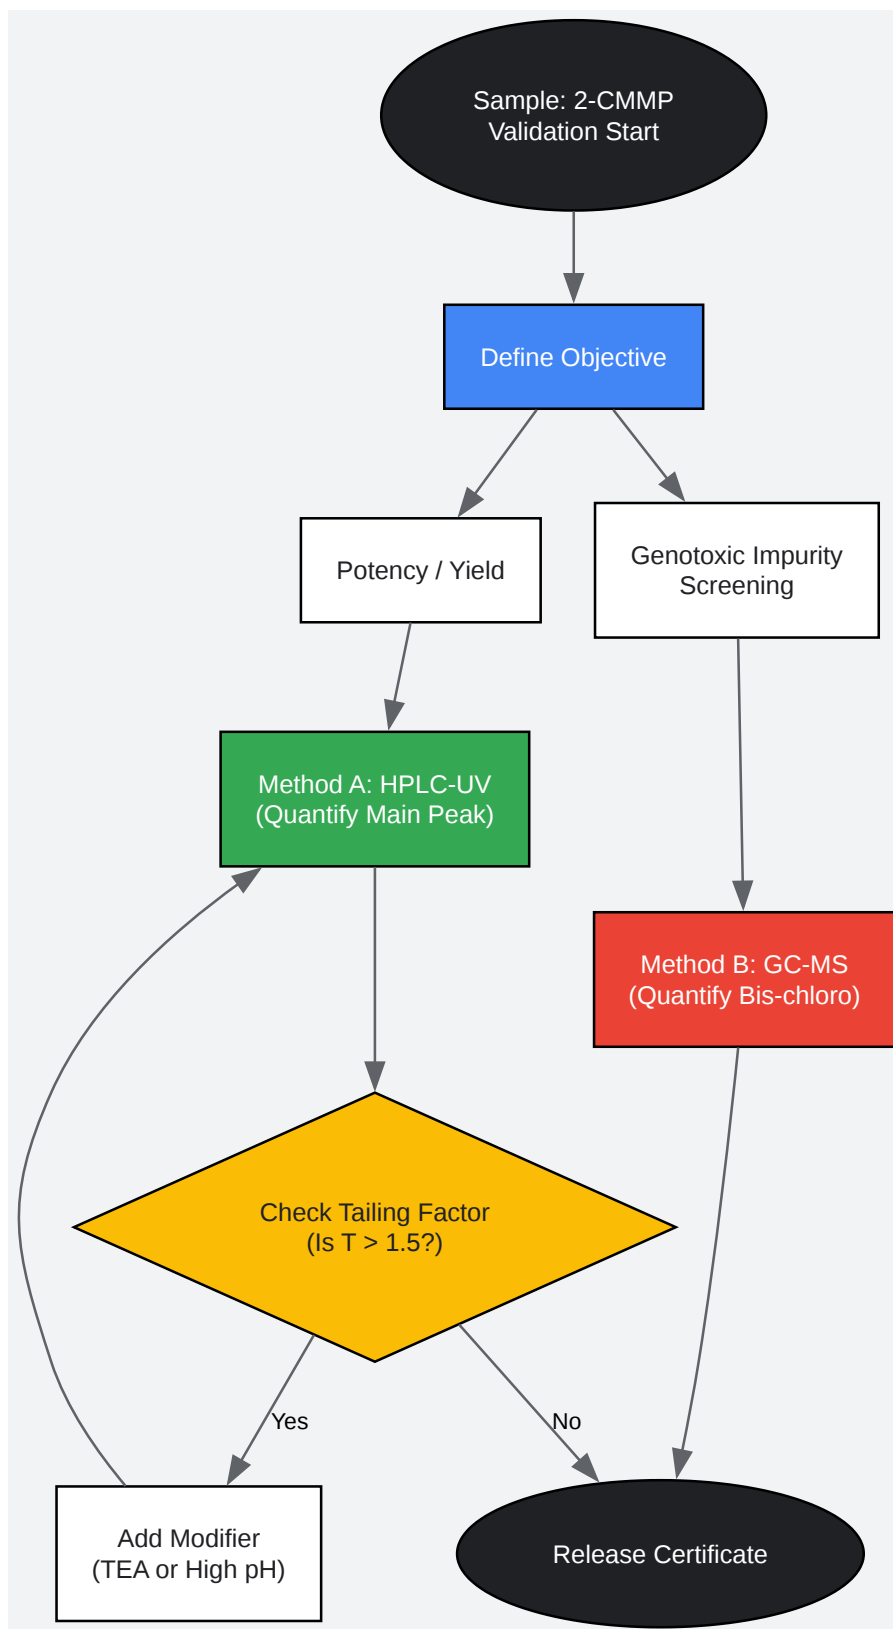 Sample: 2-CMMP
Validation Start
Define Objective
Potency / Yield
Genotoxic Impurity
Screening
Method A: HPLC-UV
(Quantify Main Peak)
Method B: GC-MS
(Quantify Bis-chloro)
Check Tailing Factor
(Is T > 1.5?)
Yes
No
Add Modifier
(TEA or High pH)
Release Certificate